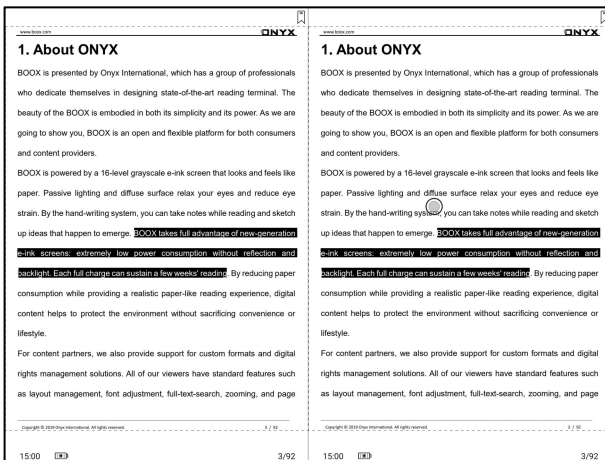 www.boox.com
ONYX
1. About ONYX
BOOX is presented by Onyx International, which has a group of professionals
who dedicate themselves in designing state-of-the-art reading terminal. The
beauty of the BOOX is embodied in both its simplicity and its power. As we are
going to show you, BOOX is an open and flexible platform for both consumers
and content providers.
BOOX is powered by a 16-level grayscale e-ink screen that looks and feels like
paper. Passive lighting and diffuse surface relax your eyes and reduce eye
strain. By the hand-writing system, you can take notes while reading and sketch
up ideas that happen to emerge. BOOX takes full advantage of new-generation
e-ink screens: extremely low power consumption without reflection and
backlight. Each full charge can sustain a few weeks' reading. By reducing paper
consumption while providing a realistic paper-like reading experience, digital
content helps to protect the environment without sacrificing convenience or
lifestyle.
For content partners, we also provide support for custom formats and digital
rights management solutions. All of our viewers have standard features such
as layout management, font adjustment, full-text-search, zooming, and page
Copyright © 2019 Onyx International. All rights reserved.
3 / 92
15:00
3/92
www.boox.com
ONYX
1. About ONYX
BOOX is presented by Onyx International, which has a group of professionals
who dedicate themselves in designing state-of-the-art reading terminal. The
beauty of the BOOX is embodied in both its simplicity and its power. As we are
going to show you, BOOX is an open and flexible platform for both consumers
and content providers.
BOOX is powered by a 16-level grayscale e-ink screen that looks and feels like
paper. Passive lighting and diffuse surface relax your eyes and reduce eye
strain. By the hand-writing system, you can take notes while reading and sketch
up ideas that happen to emerge. BOOX takes full advantage of new-generation
e-ink screens: extremely low power consumption without reflection and
backlight. Each full charge can sustain a few weeks' reading. By reducing paper
consumption while providing a realistic paper-like reading experience, digital
content helps to protect the environment without sacrificing convenience or
lifestyle.
For content partners, we also provide support for custom formats and digital
rights management solutions. All of our viewers have standard features such
as layout management, font adjustment, full-text-search, zooming, and page
Copyright © 2019 Onyx International. All rights reserved.
3 / 92
15:00
3/92